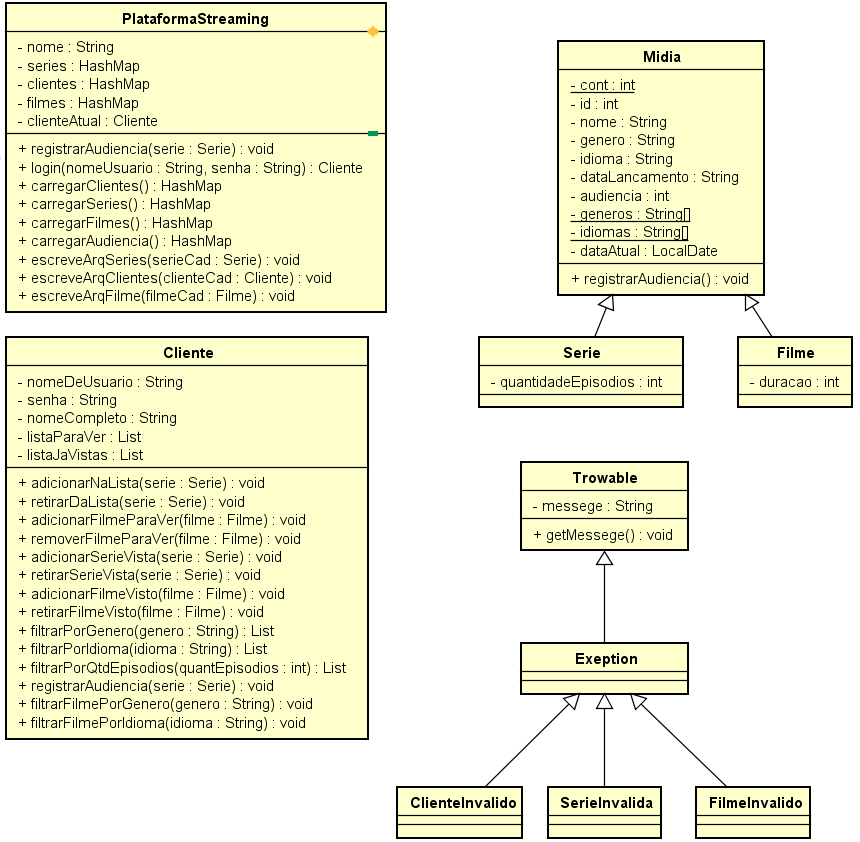 PlataformaStreaming
- nome : String
- series : HashMap
- clientes : HashMap
- filmes : HashMap
- clienteAtual : Cliente
+ registrarAudiencia(serie : Serie) : void
+ login(nomeUsuario : String, senha : String) : Cliente
+ carregarClientes() : HashMap
+ carregarSeries() : HashMap
+ carregarFilmes() : HashMap
+ carregarAudiencia() : HashMap
+ escreveArqSeries(serieCad : Serie) : void
+ escreveArqClientes(clienteCad : Cliente) : void
+ escreveArqFilme(filmeCad : Filme) : void
Midia
- cont : int
- id : int
- nome : String
- genero : String
- idioma : String
- dataLancamento : String
- audiencia : int
- generos : String[]
- idiomas : String[]
- dataAtual : LocalDate
+ registrarAudiencia() : void
Serie
- quantidadeEpisodios : int
Filme
- duracao : int
Cliente
- nomeDeUsuario : String
- senha : String
- nomeCompleto : String
- listaParaVer : List
- listaJaVistas : List
+ adicionarNaLista(serie : Serie) : void
+ retirarDaLista(serie : Serie) : void
+ adicionarFilmeParaVer(filme : Filme) : void
+ removerFilmeParaVer(filme : Filme) : void
+ adicionarSerieVista(serie : Serie) : void
+ retirarSerieVista(serie : Serie) : void
+ adicionarFilmeVisto(filme : Filme) : void
+ retirarFilmeVisto(filme : Filme) : void
+ filtrarPorGenero(genero : String) : List
+ filtrarPorIdioma(idioma : String) : List
+ filtrarPorQtdEpisodios(quantEpisodios : int) : List
+ registrarAudiencia(serie : Serie) : void
+ filtrarFilmePorGenero(genero : String) : void
+ filtrarFilmePorIdioma(idioma : String) : void
Trowable
- messege : String
+ getMessege() : void
Exeption
ClienteInvalido
SerieInvalida
FilmeInvalido